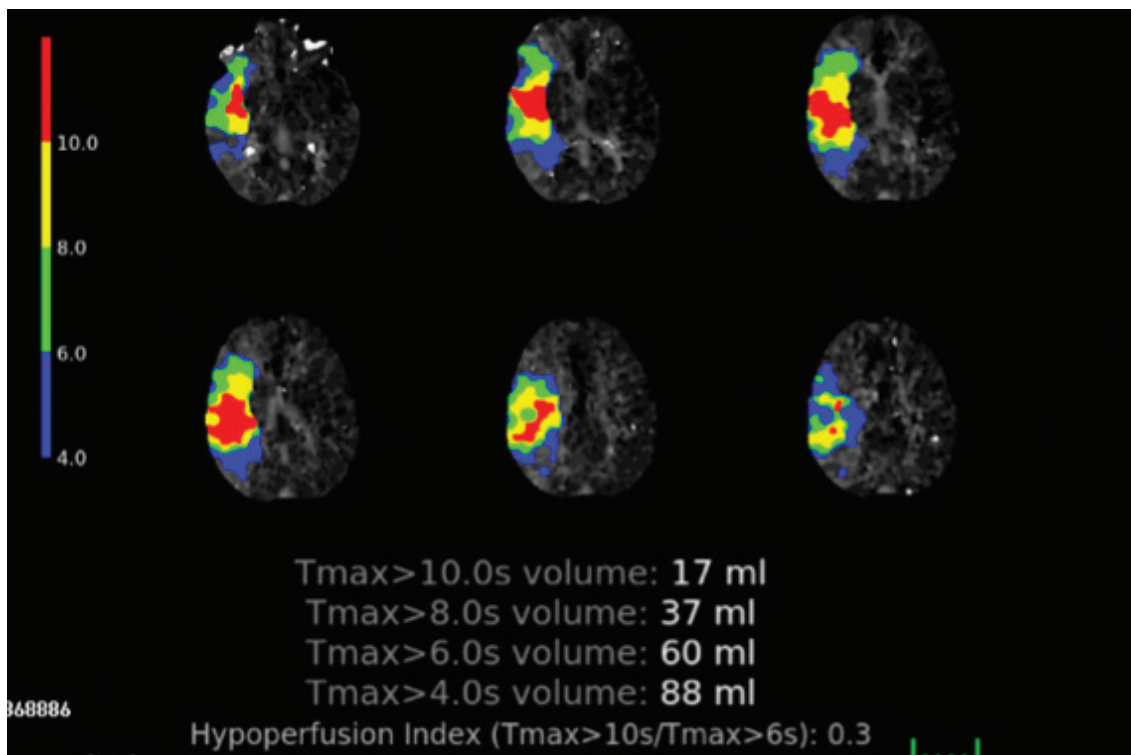 10.0
8.0
6.0
4.0
Tmax>10.0s volume: 17 ml
Tmax>8.0s volume: 37 ml
Tmax>6.0s volume: 60 ml
Tmax>4.0s volume: 88 ml
368886
Hypoperfusion Index (Tmax>10s/Tmax>6s): 0.3